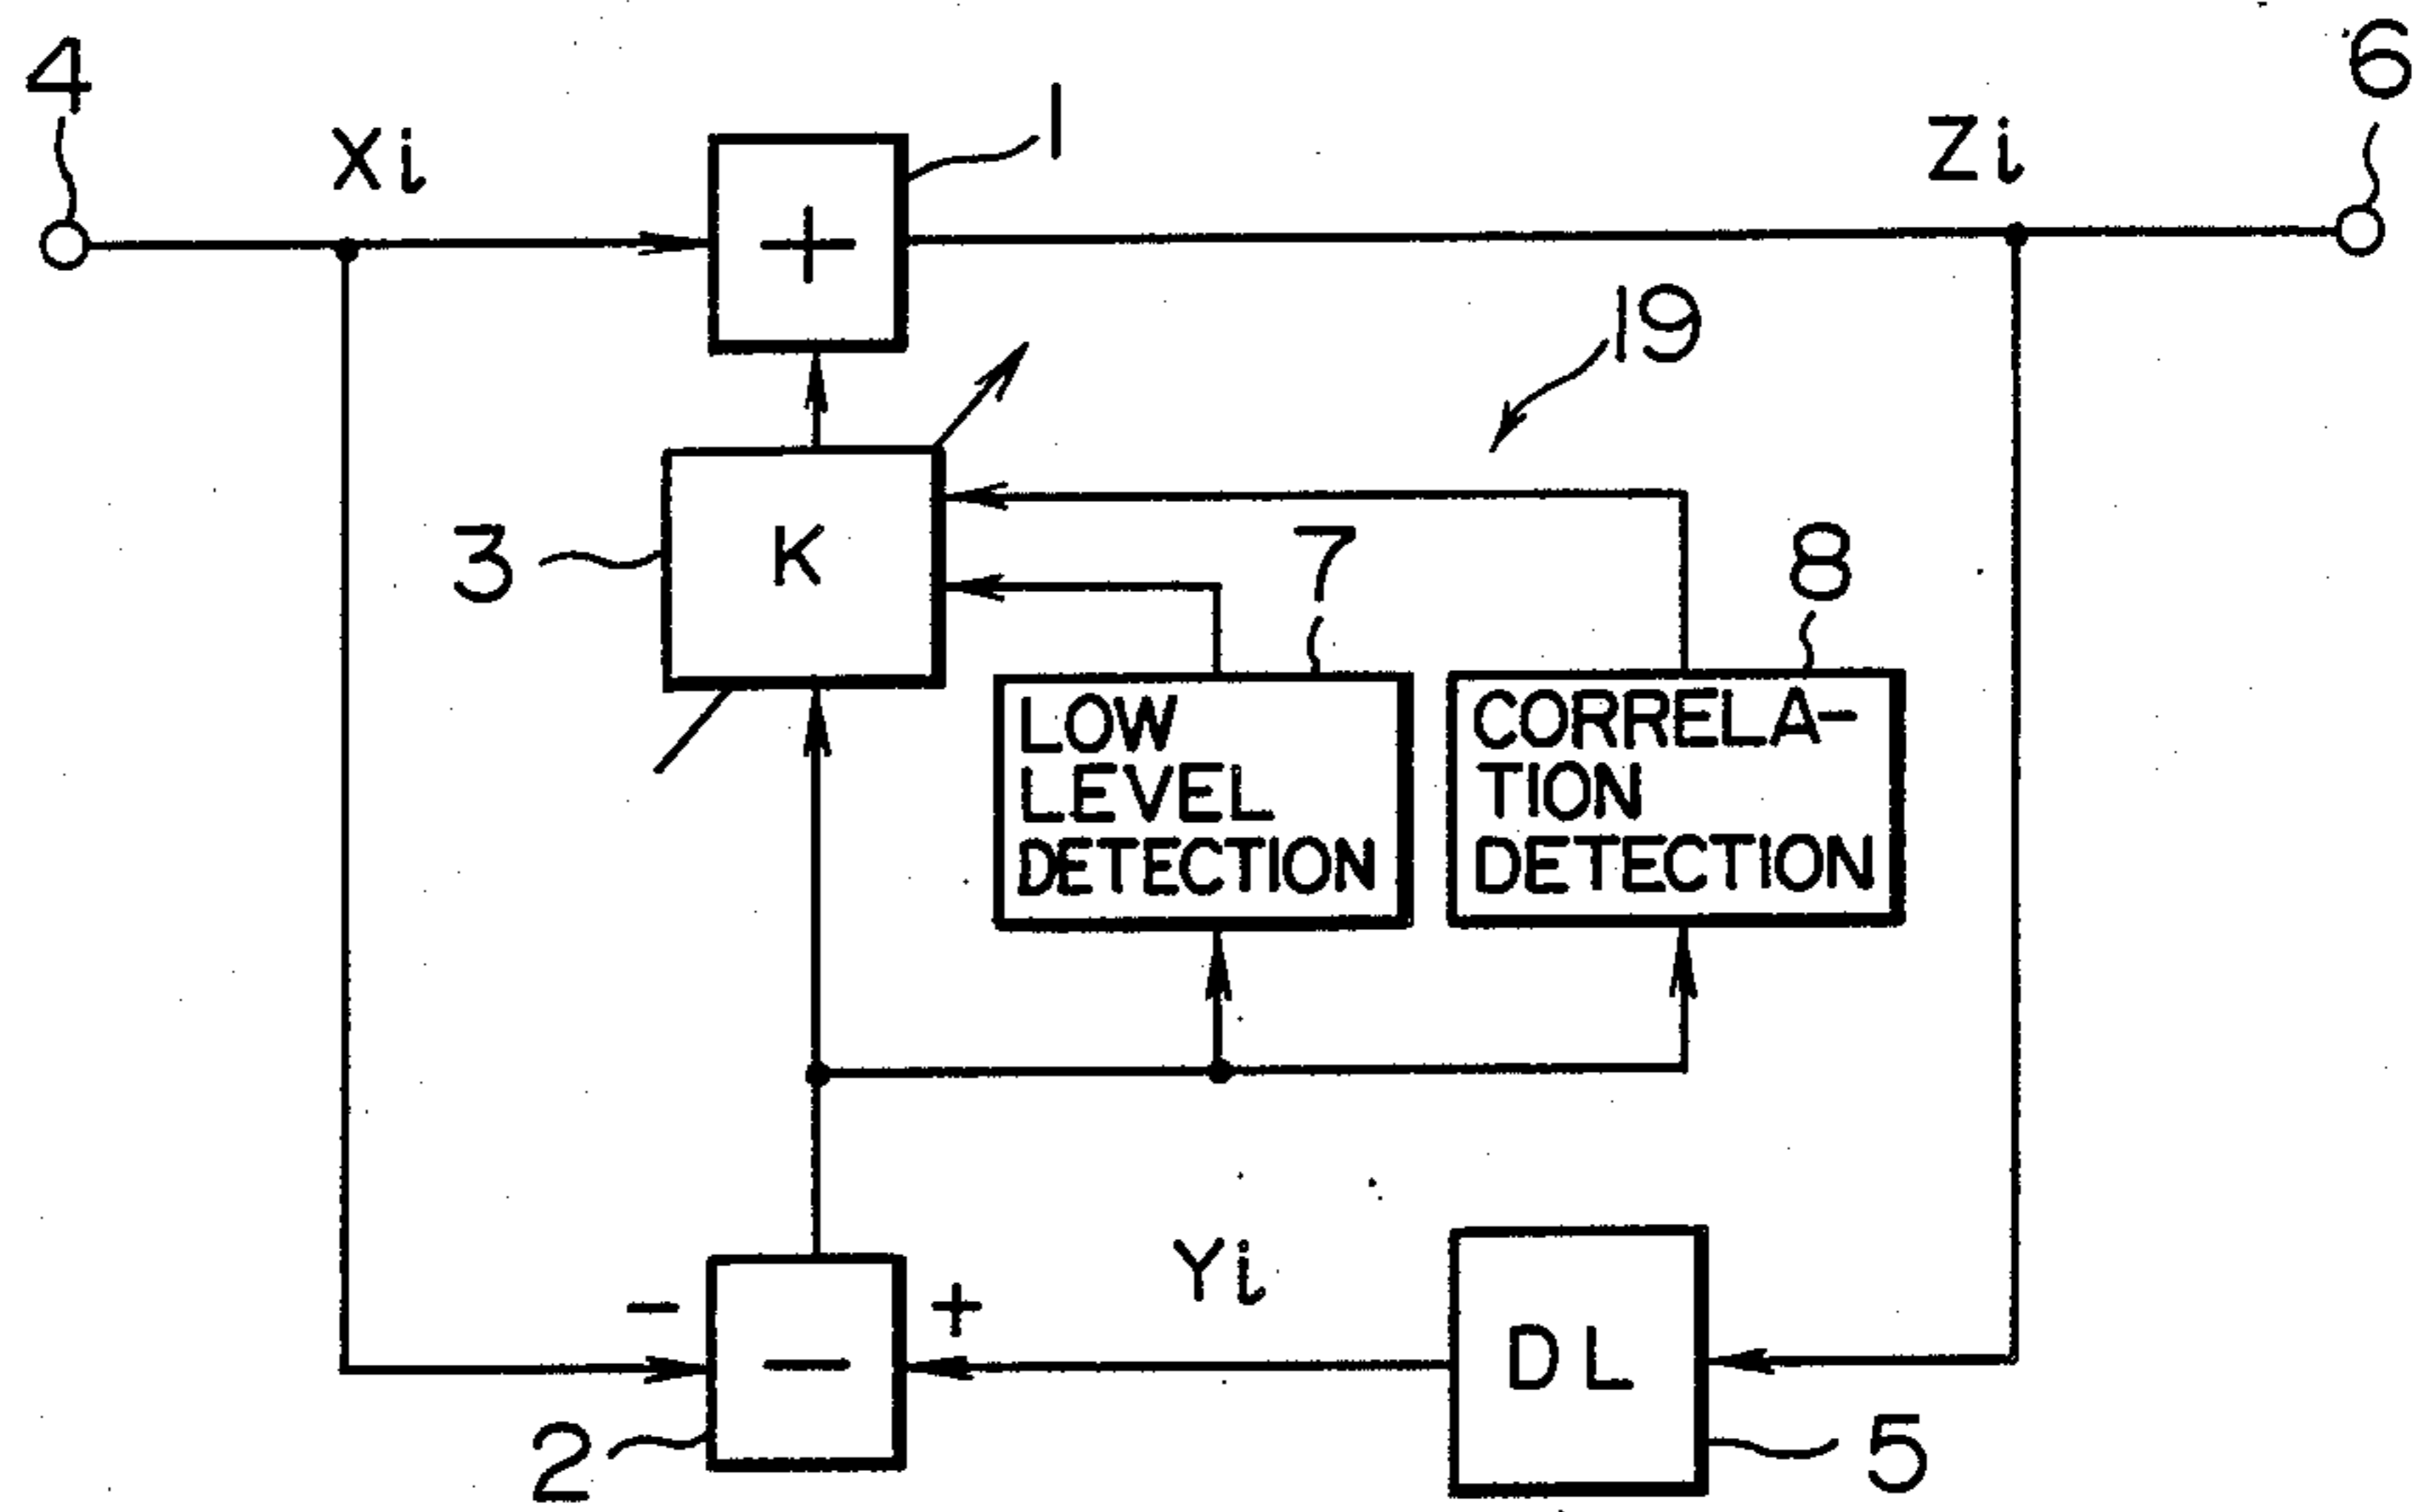 4
Xi
1
Zi
6
+
19
3
K
7
8
LOW
LEVEL
DETECTION
CORRELA-
TION
DETECTION
-
+
Yi
-
DL
2
5